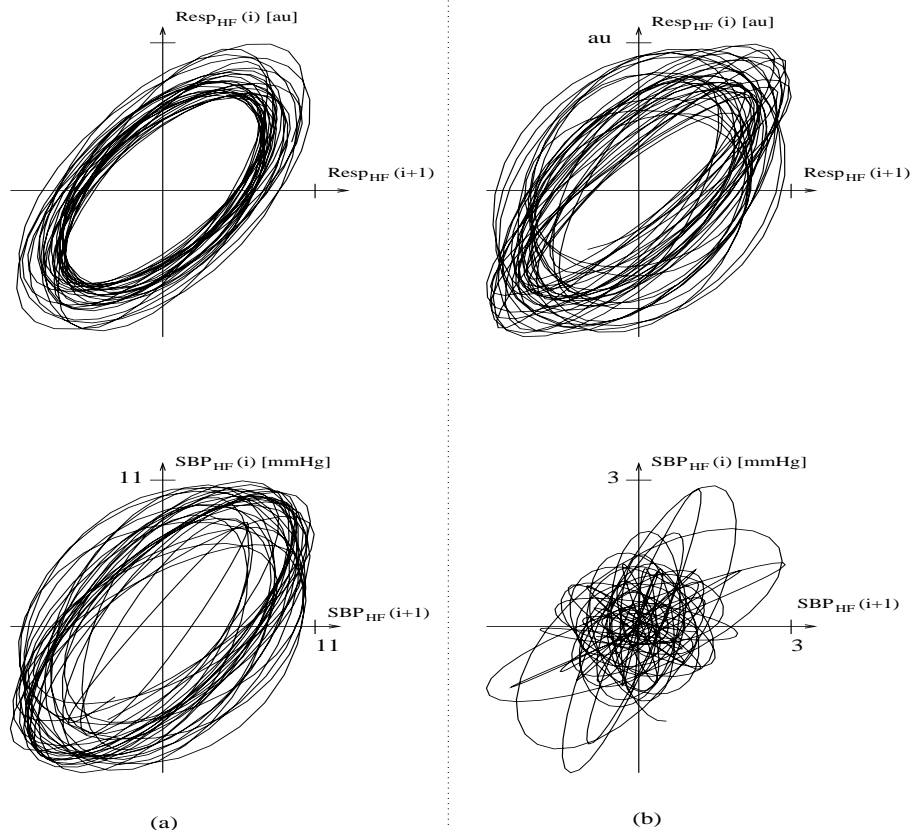 Resp_HF (i) [au]
Resp_HF (i+1)
Resp_HF (i) [au]
au
Resp_HF (i+1)
SBP_HF (i) [mmHg]
11
SBP_HF (i+1)
11
SBP_HF (i) [mmHg]
3
SBP_HF (i+1)
3
(a)
(b)